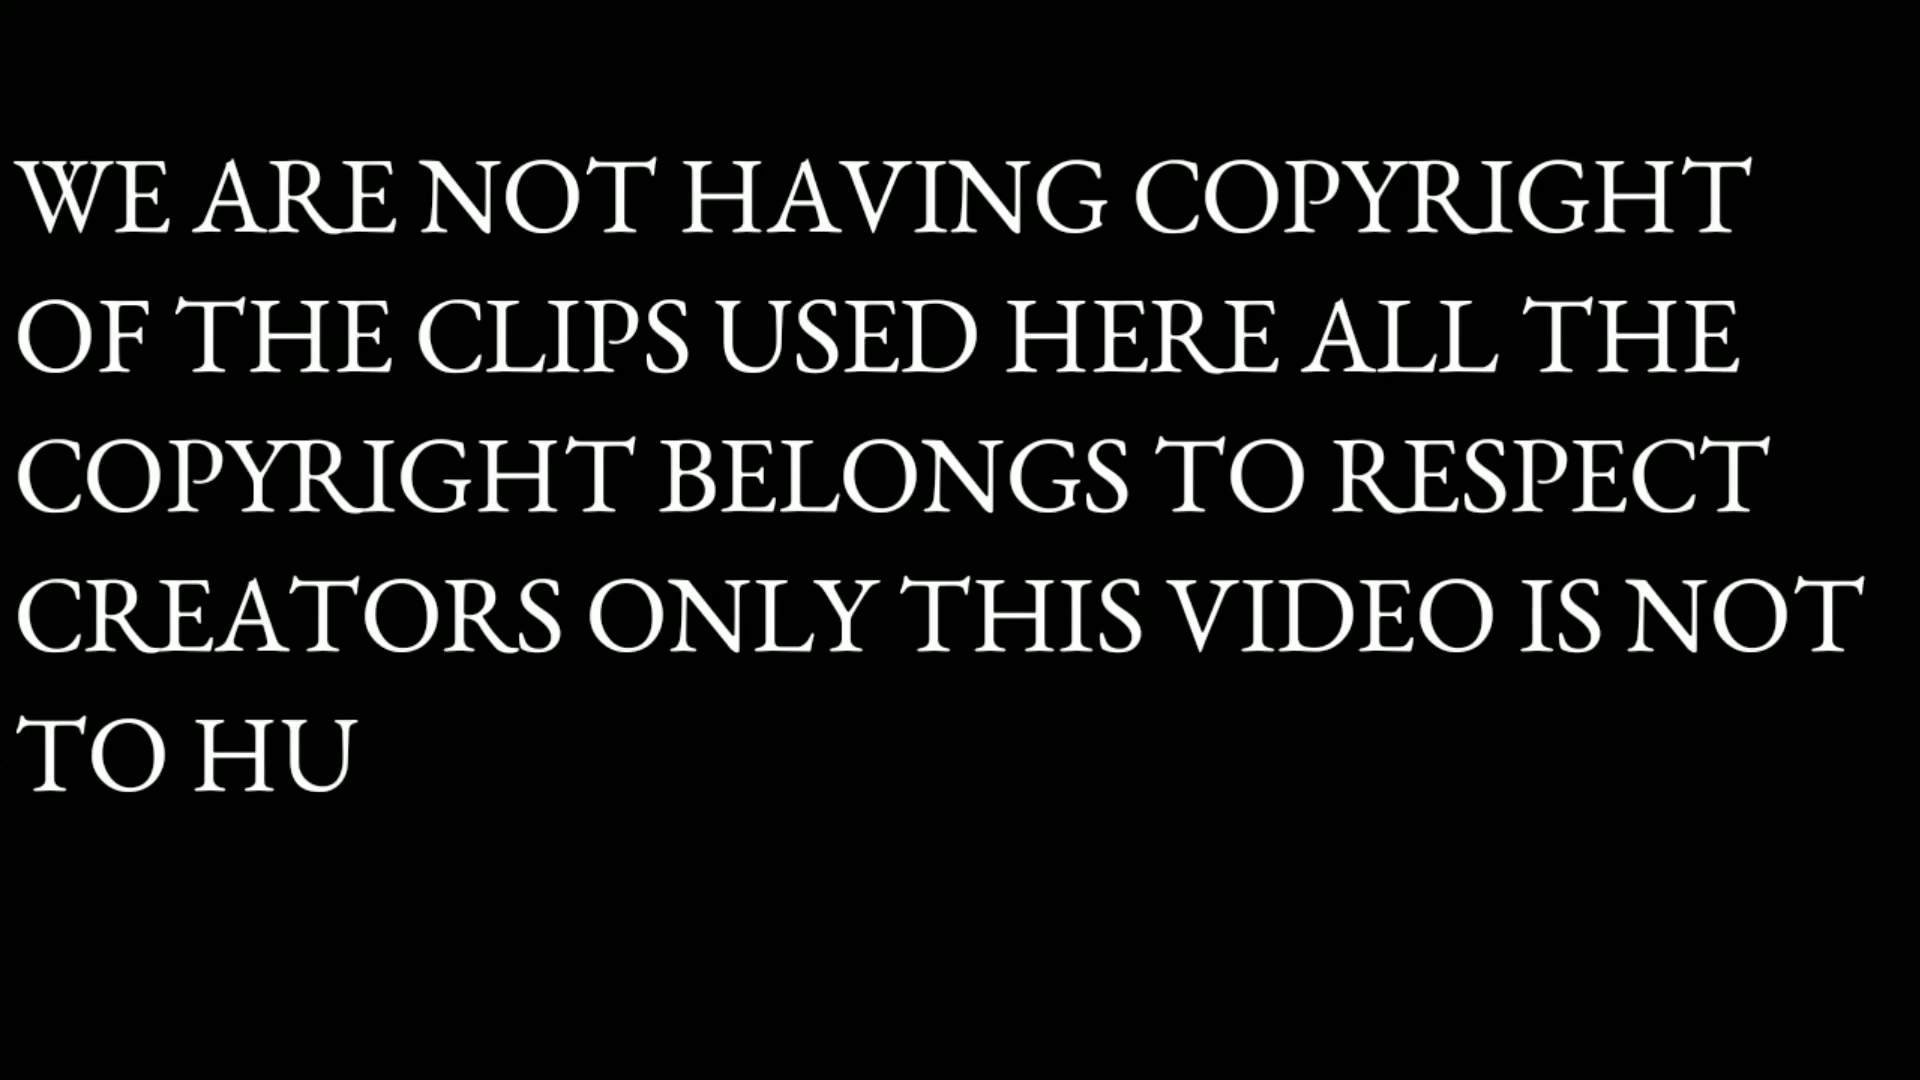 WE ARE NOT HAVING COPYRIGHT
OF THE CLIPS USED HERE ALL THE
COPYRIGHT BELONGS TO RESPECT
CREATORS ONLY THIS VIDEO IS NOT
TO HU